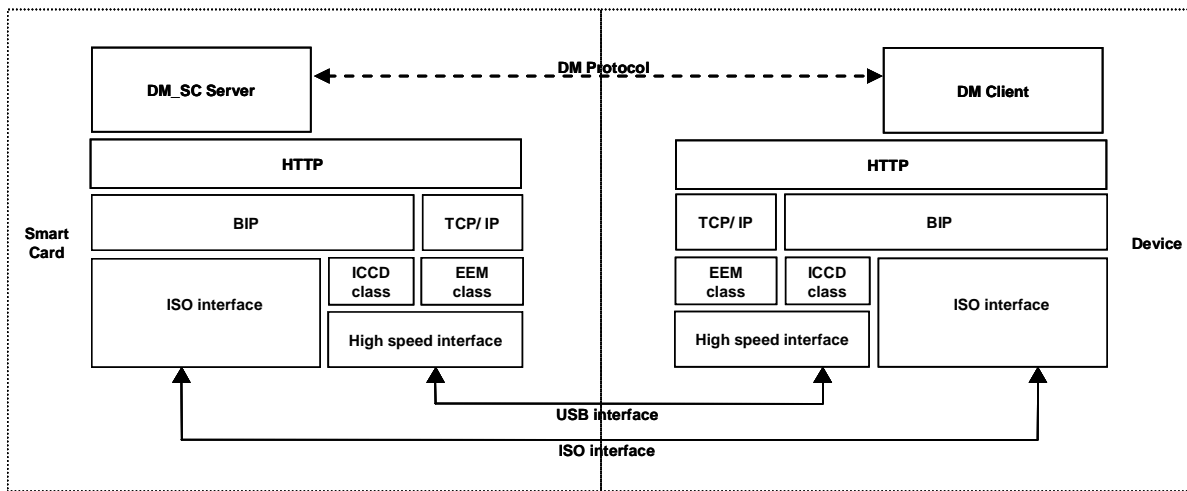 DM Protocol
DM_SC Server
DM Client
HTTP
HTTP
BIP
TCP/ IP
TCP/ IP
BIP
Smart
Card
Device
ICCD
class
EEM
class
EEM
class
ICCD
class
ISO interface
ISO interface
High speed interface
High speed interface
USB interface
ISO interface